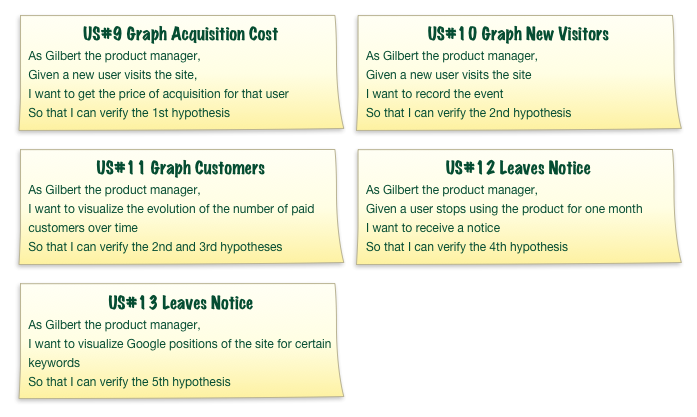 US#9 Graph Acquisition Cost
As Gilbert the product manager,
Given a new user visits the site,
I want to get the price of acquisition for that user
So that I can verify the 1st hypothesis
US#10 Graph New Visitors
As Gilbert the product manager,
Given a new user visits the site
I want to record the event
So that I can verify the 2nd hypothesis
US#11 Graph Customers
As Gilbert the product manager,
I want to visualize the evolution of the number of paid
customers over time
So that I can verify the 2nd and 3rd hypotheses
US#12 Leaves Notice
As Gilbert the product manager,
Given a user stops using the product for one month
I want to receive a notice
So that I can verify the 4th hypothesis
US#13 Leaves Notice
As Gilbert the product manager,
I want to visualize Google positions of the site for certain
keywords
So that I can verify the 5th hypothesis